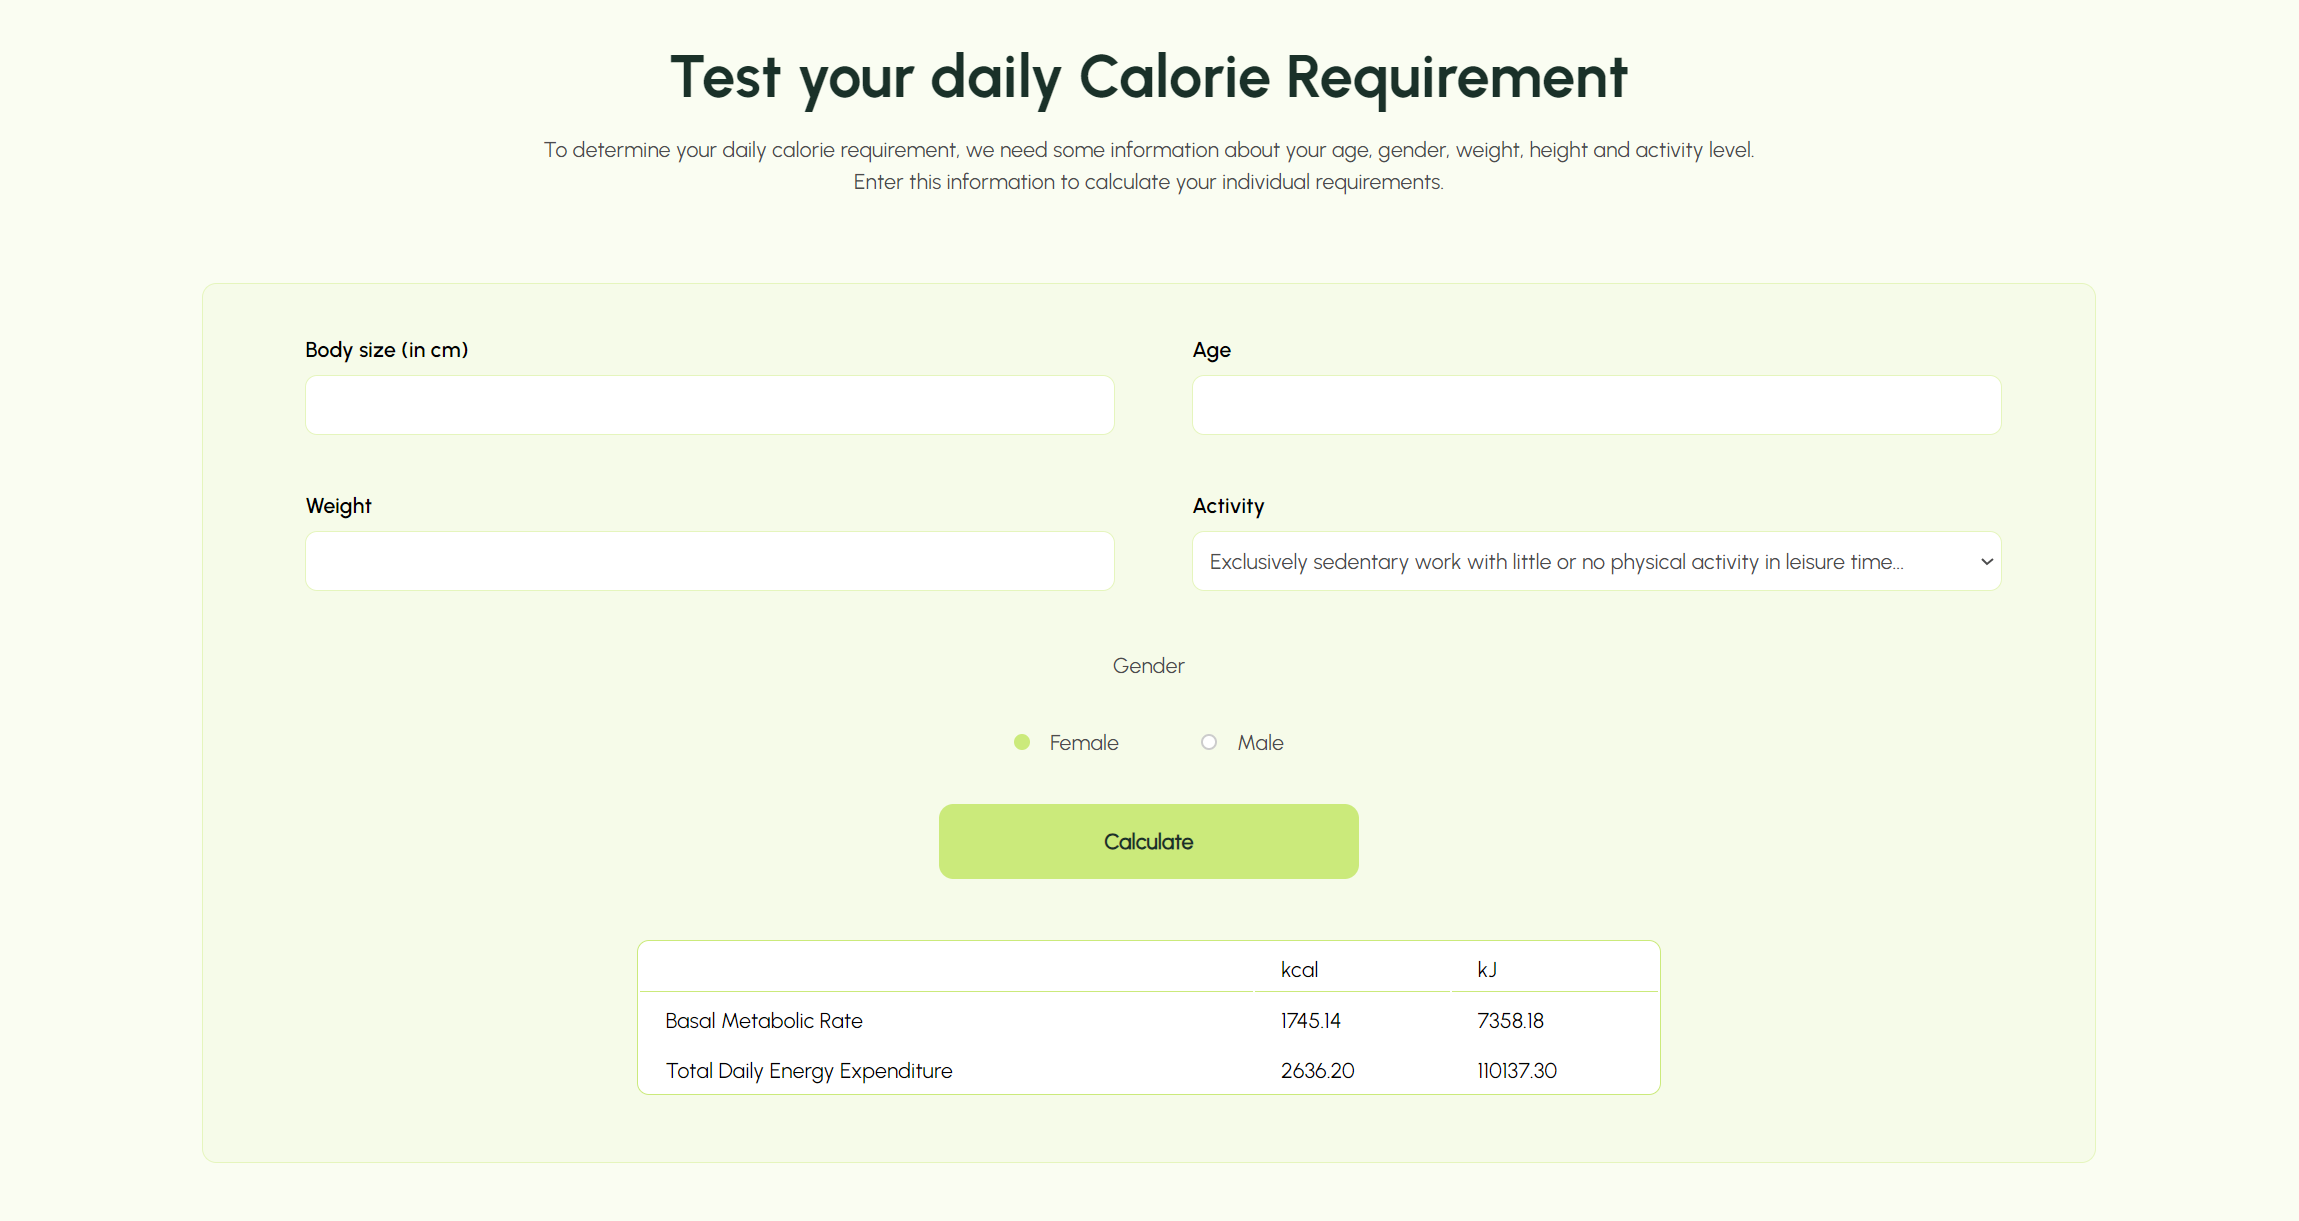 Test your daily Calorie Requirement
To determine your daily calorie requirement, we need some information about your age, gender, weight, height and activity level.
Enter this information to calculate your individual requirements.
Body size (in cm)
Age
Weight
Activity
Exclusively sedentary work with little or no physical activity in leisure time...
Gender
Female Male
Calculate
kcal kJ
Basal Metabolic Rate 1745.14 7358.18
Total Daily Energy Expenditure 2636.20 110137.30